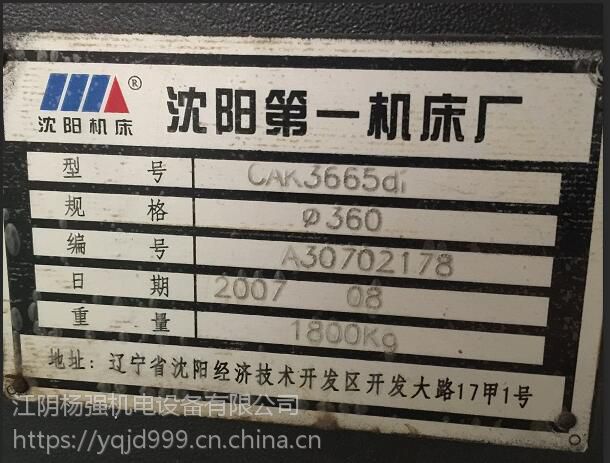 ®
沈阳机床 沈阳第一机床厂
型 号 CAK3665di
规 格 Ø360
编 号 A30702178
日 期 2007 08
重 量 1800Kg
地址: 辽宁省沈阳经济技术开发区开发大路17甲1号
江阴杨强机电设备有限公司
https://yqjd999.cn.china.cn